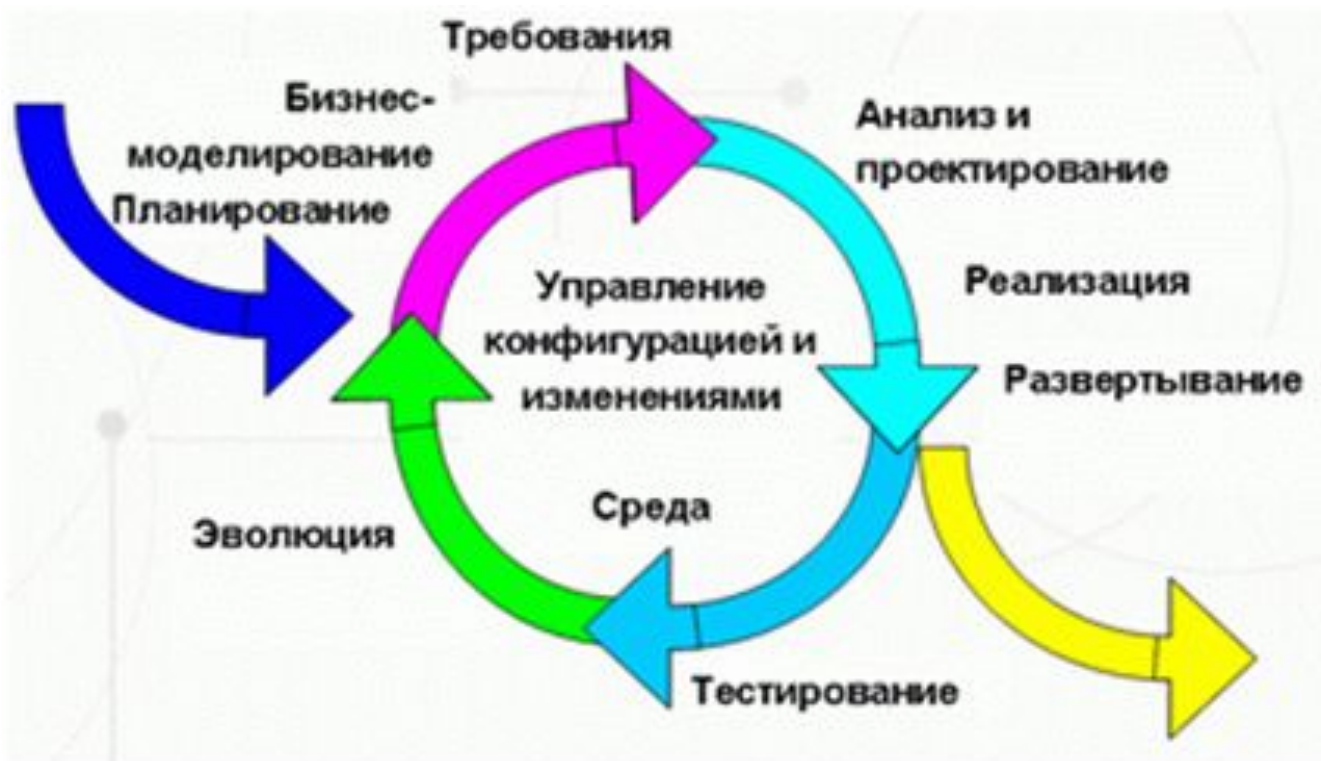 Требования
Бизнес-
моделирование
Планирование
Анализ и
проектирование
Реализация
Развертывание
Управление
конфигурацией и
изменениями
Среда
Эволюция
Тестирование